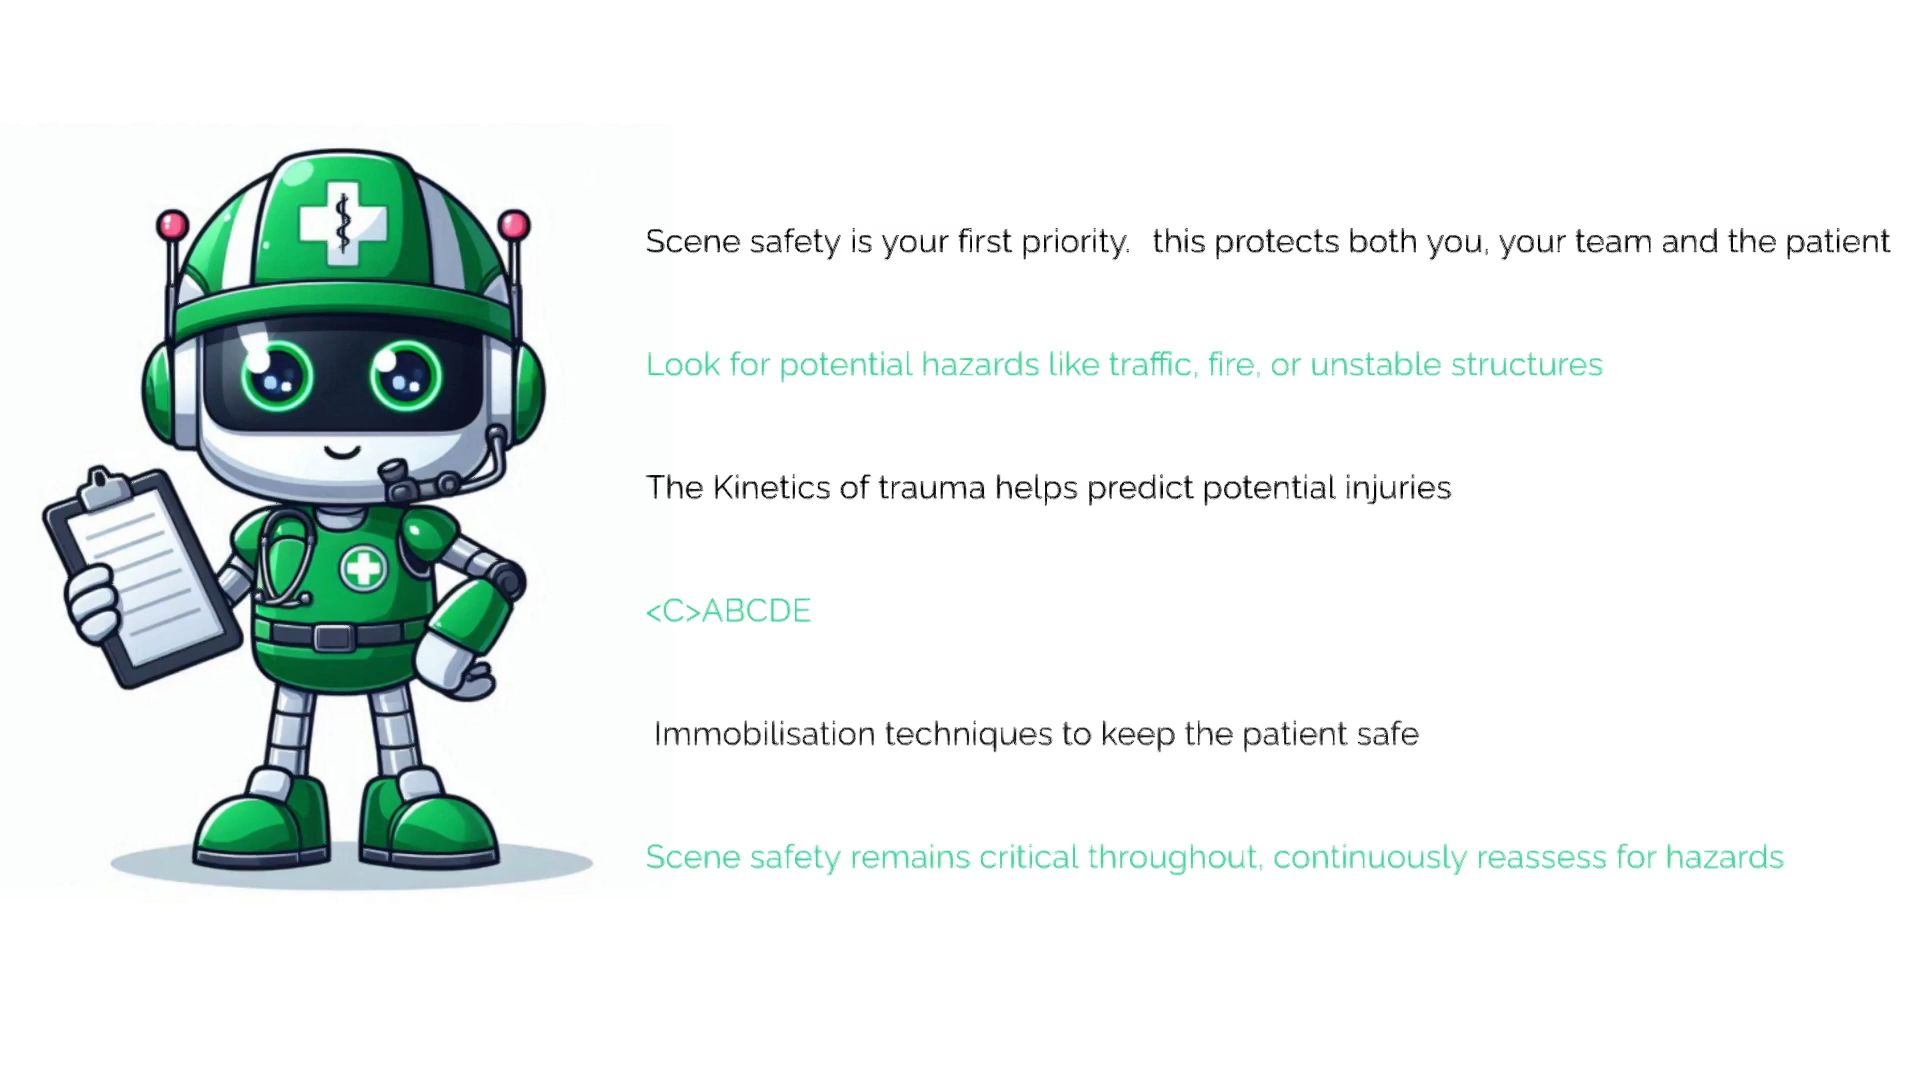 Scene safety is your first priority.  this protects both you, your team and the patient
Look for potential hazards like traffic, fire, or unstable structures
The Kinetics of trauma helps predict potential injuries
<C>ABCDE
Immobilisation techniques to keep the patient safe
Scene safety remains critical throughout, continuously reassess for hazards